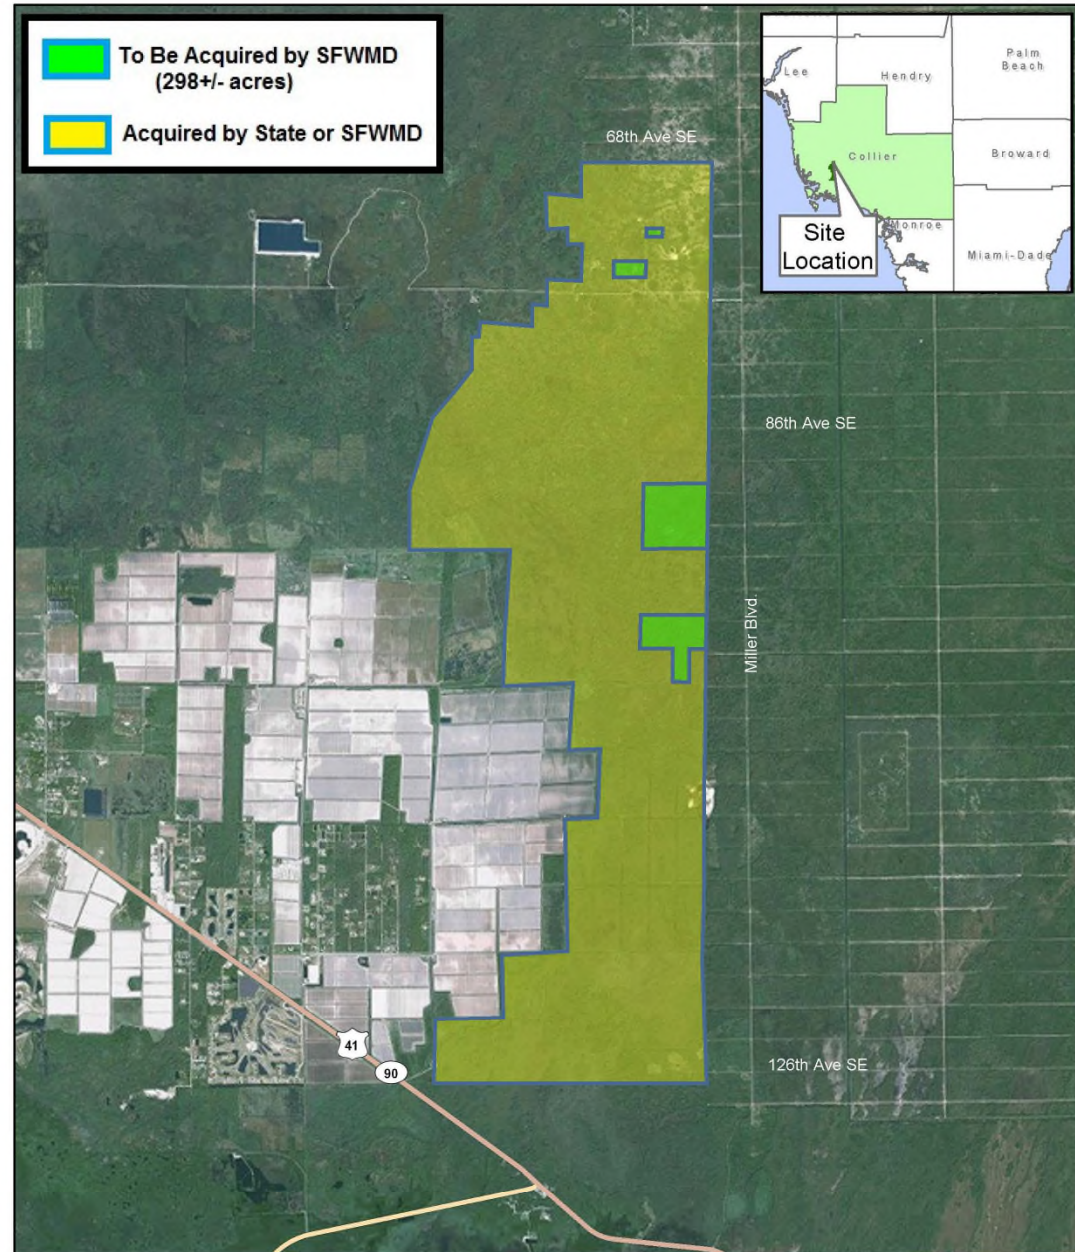 To Be Acquired by SFWMD
(298+/- acres)
Acquired by State or SFWMD
68th Ave SE
Lee
Hendry
Palm
Beach
Collier
Broward
Monroe
Miami-Dade
Site
Location
86th Ave SE
Miller Blvd.
41
90
126th Ave SE